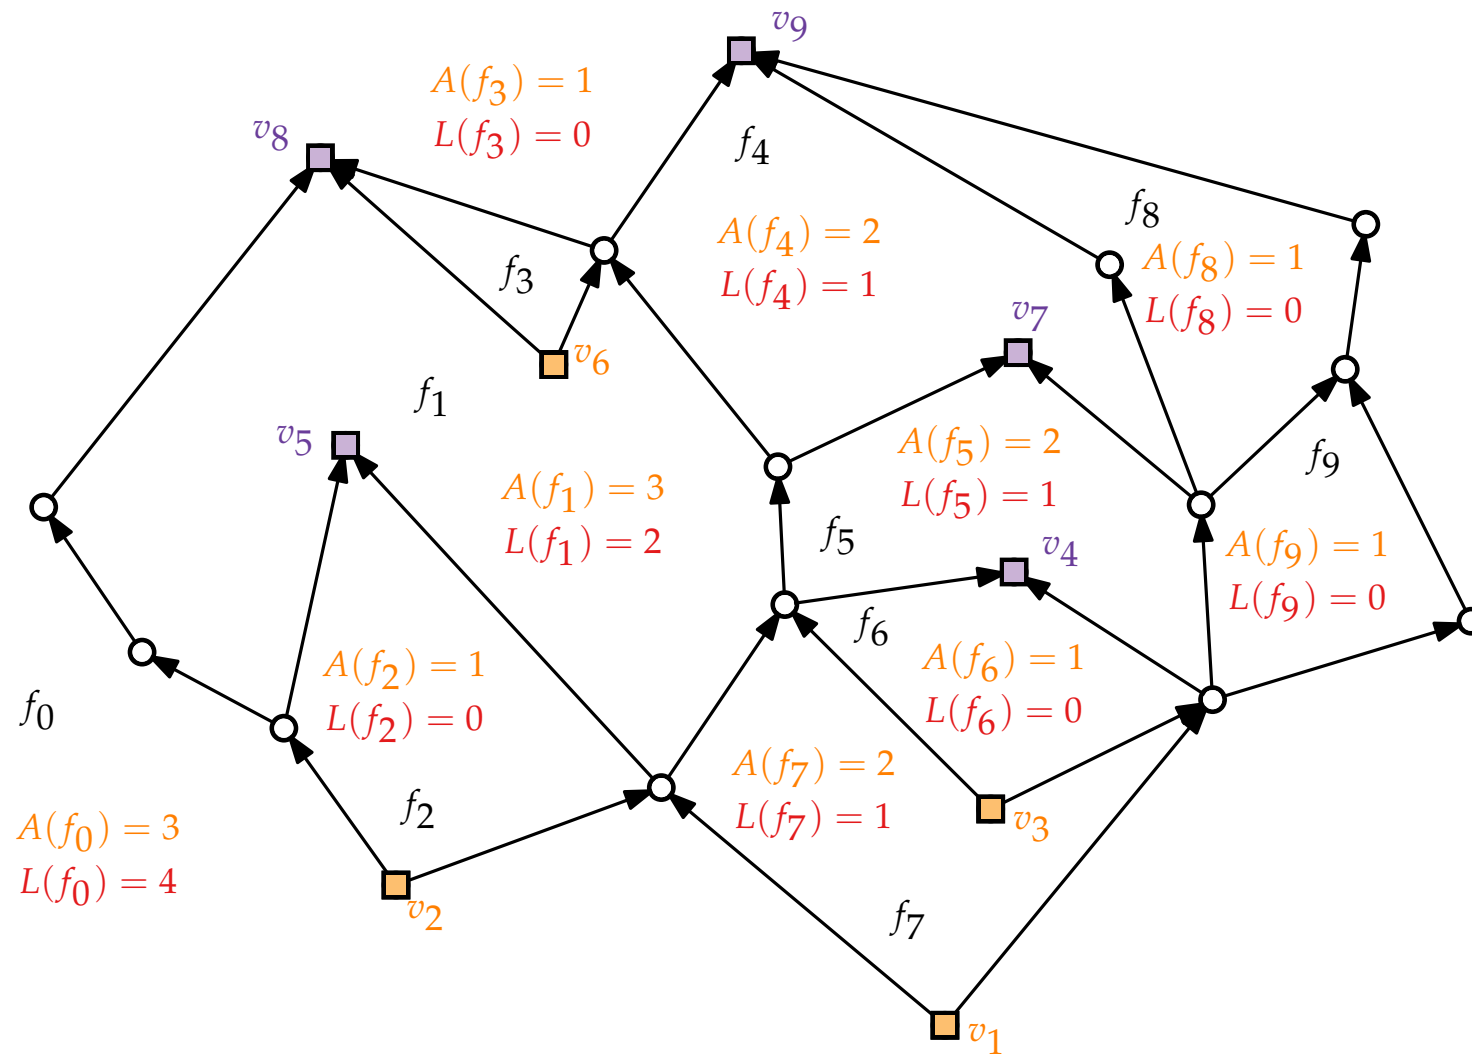 v9
A(f3) = 1
L(f3) = 0
v8
f4
f8
A(f4) = 2
L(f4) = 1
A(f8) = 1
L(f8) = 0
f3
v7
v6
f1
v5
A(f5) = 2
L(f5) = 1
f9
A(f1) = 3
L(f1) = 2
f5
v4
A(f9) = 1
L(f9) = 0
f6
A(f6) = 1
L(f6) = 0
A(f2) = 1
L(f2) = 0
f0
A(f7) = 2
L(f7) = 1
f2
v3
A(f0) = 3
L(f0) = 4
v2
f7
v1